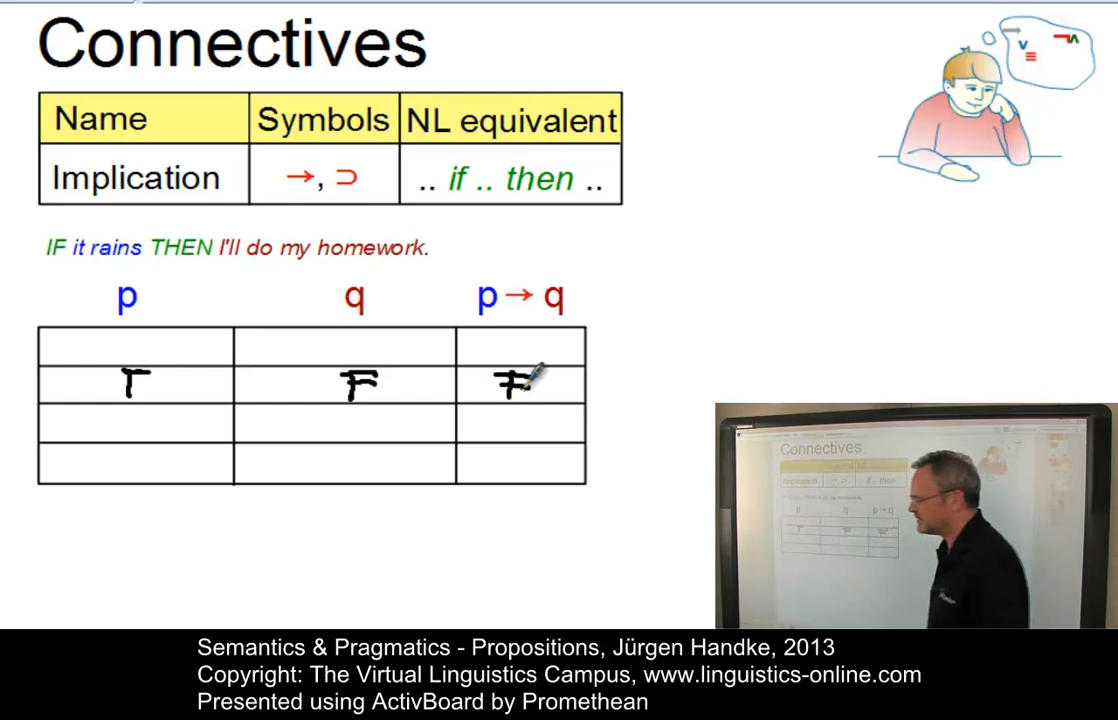 Connectives
Name Symbols NL equivalent
Implication →, ⊃ .. if .. then ..
IF it rains THEN I'll do my homework.
p q p → q
T F F
v ≡ ¬ ʌ
Connectives
Semantics & Pragmatics - Propositions, Jürgen Handke, 2013
Copyright: The Virtual Linguistics Campus, www.linguistics-online.com
Presented using ActivBoard by Promethean